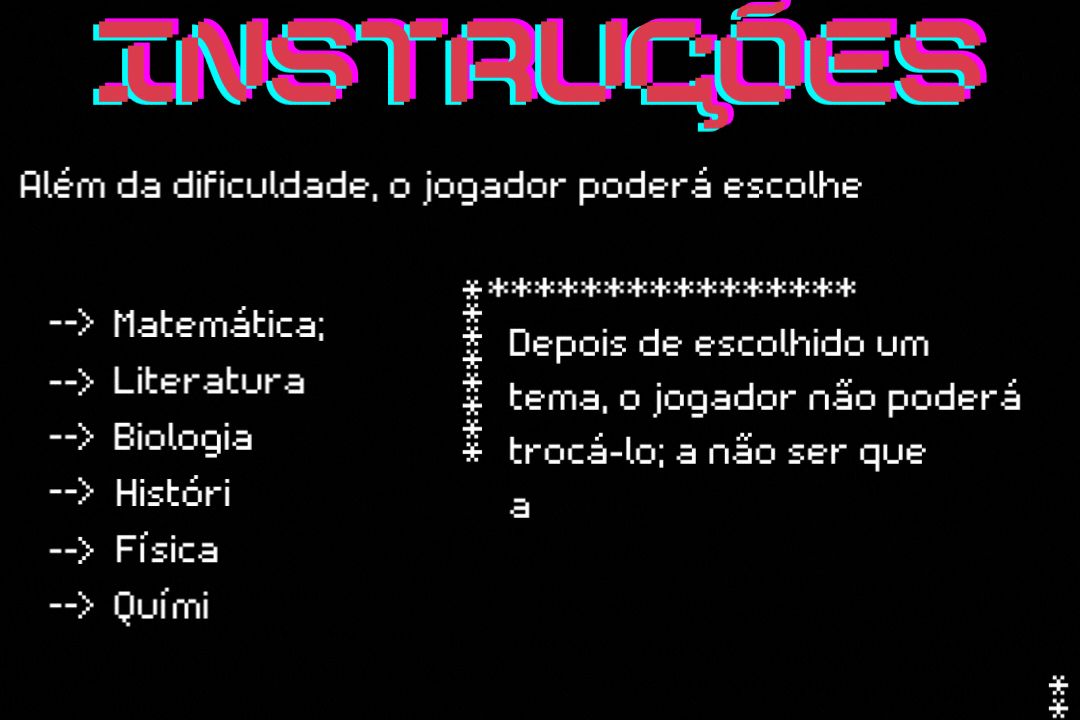 INSTRUÇÕES
Além da dificuldade, o jogador poderá escolhe
--> Matemática;
--> Literatura
--> Biologia
--> Históri
--> Física
--> Quími
*****************
Depois de escolhido um
tema, o jogador não poderá
trocá-lo; a não ser que
a